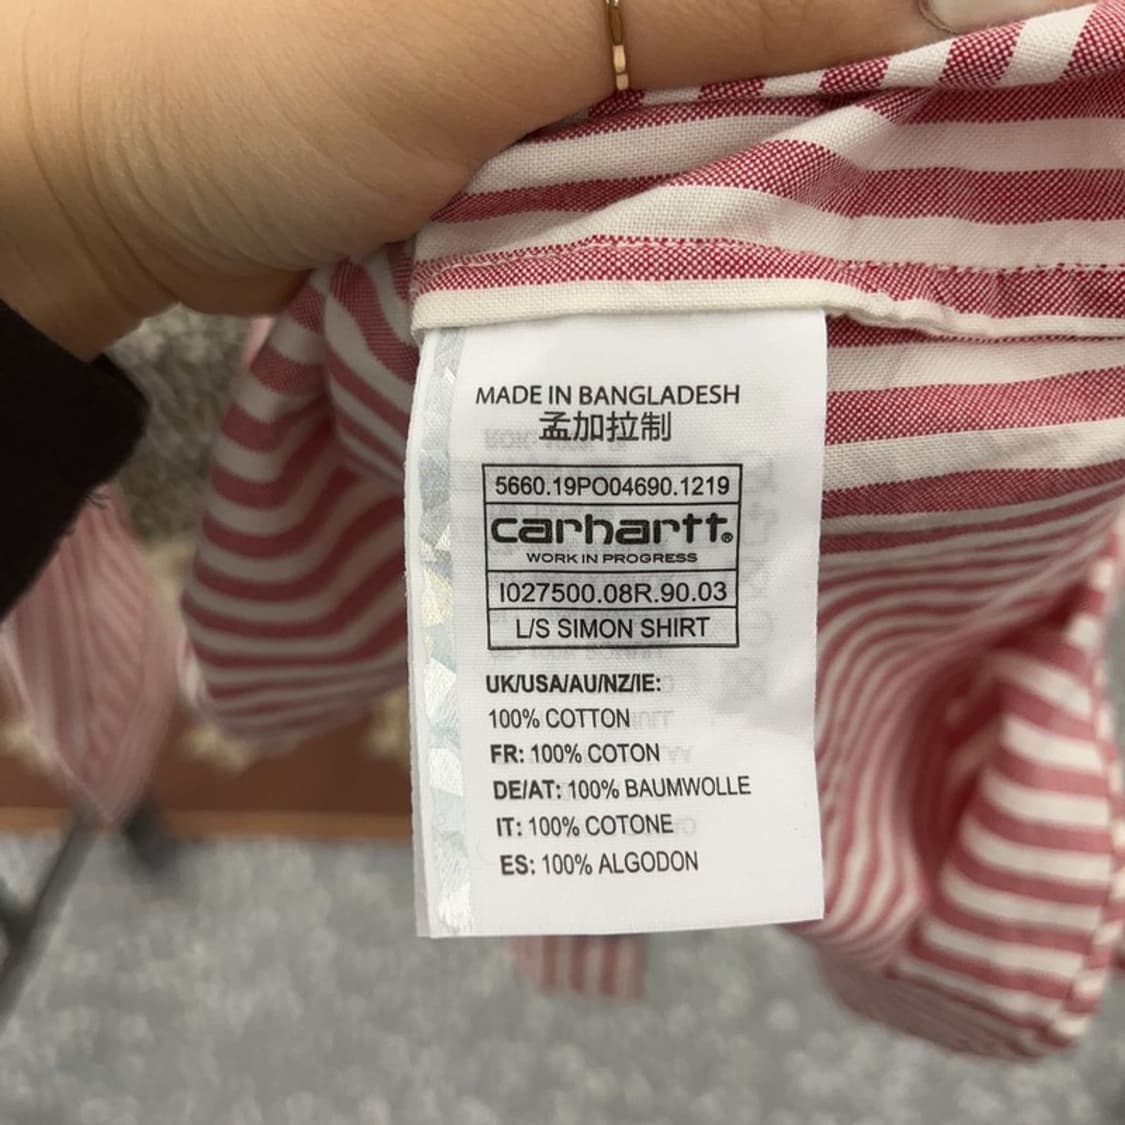 MADE IN BANGLADESH
孟加拉制
5660.19PO04690.1219
carhartt®
WORK IN PROGRESS
I027500.08R.90.03
L/S SIMON SHIRT
UK/USA/AU/NZ/IE:
100% COTTON
FR: 100% COTON
DE/AT: 100% BAUMWOLLE
IT: 100% COTONE
ES: 100% ALGODON